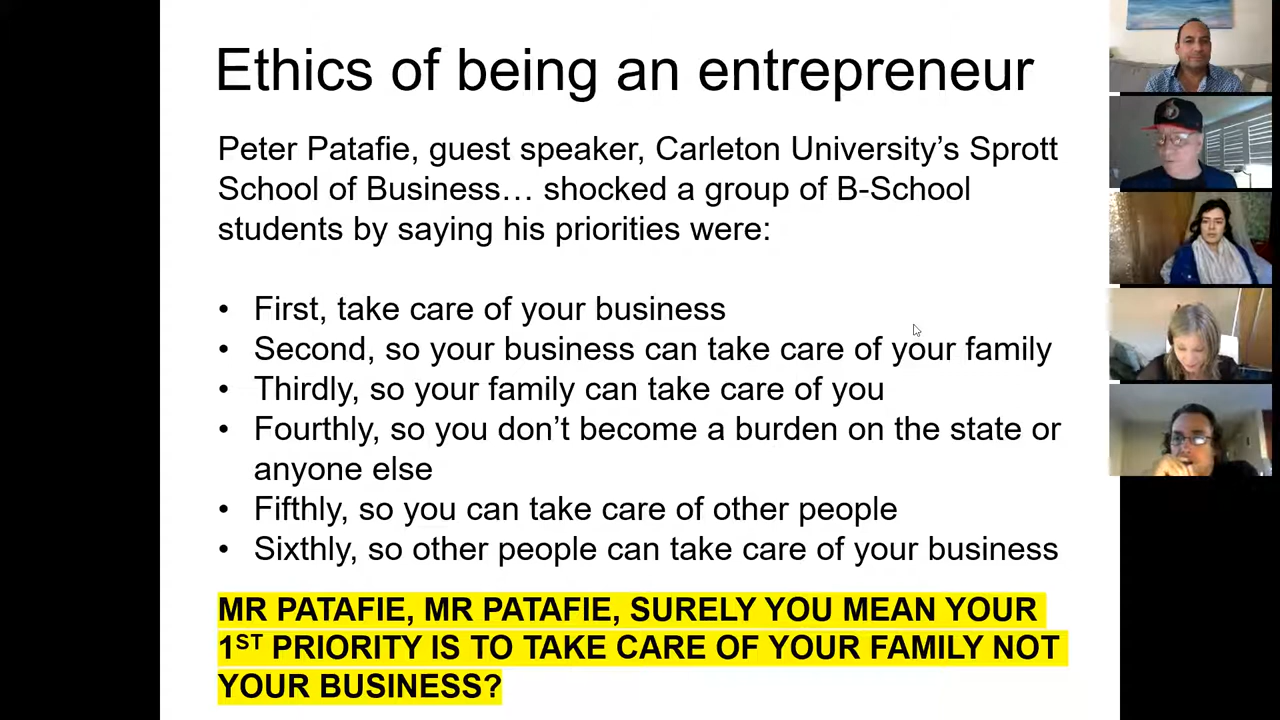 Ethics of being an entrepreneur
Peter Patafie, guest speaker, Carleton University’s Sprott
School of Business… shocked a group of B-School
students by saying his priorities were:
• First, take care of your business
• Second, so your business can take care of your family
• Thirdly, so your family can take care of you
• Fourthly, so you don’t become a burden on the state or
anyone else
• Fifthly, so you can take care of other people
• Sixthly, so other people can take care of your business
MR PATAFIE, MR PATAFIE, SURELY YOU MEAN YOUR
1ST PRIORITY IS TO TAKE CARE OF YOUR FAMILY NOT
YOUR BUSINESS?